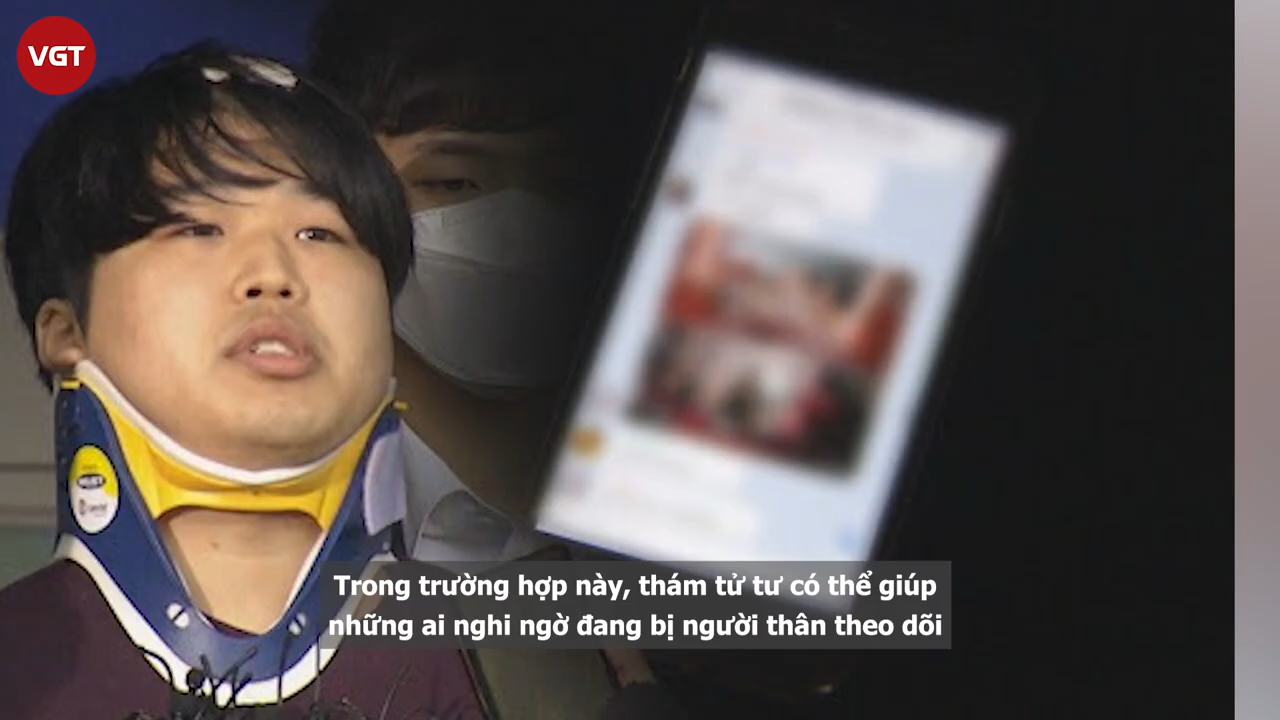 VGT
Trong trường hợp này, thám tử tư có thể giúp
những ai nghi ngờ đang bị người thân theo dõi